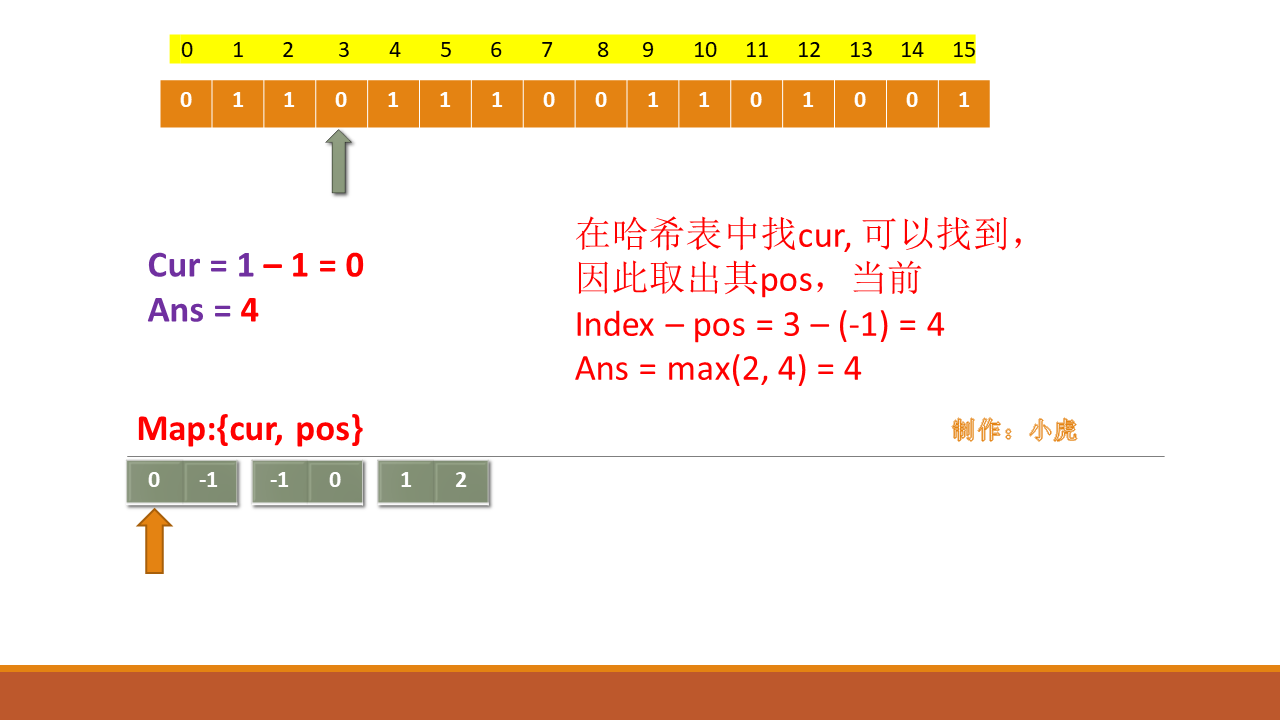 0 1 2 3 4 5 6 7 8 9 10 11 12 13 14 15
0 1 1 0 1 1 1 0 0 1 1 0 1 0 0 1
Cur = 1 – 1 = 0
Ans = 4
在哈希表中找cur, 可以找到，
因此取出其pos，当前
Index – pos = 3 – (-1) = 4
Ans = max(2, 4) = 4
Map:{cur, pos}
制作：小虎
0 -1 -1 0 1 2